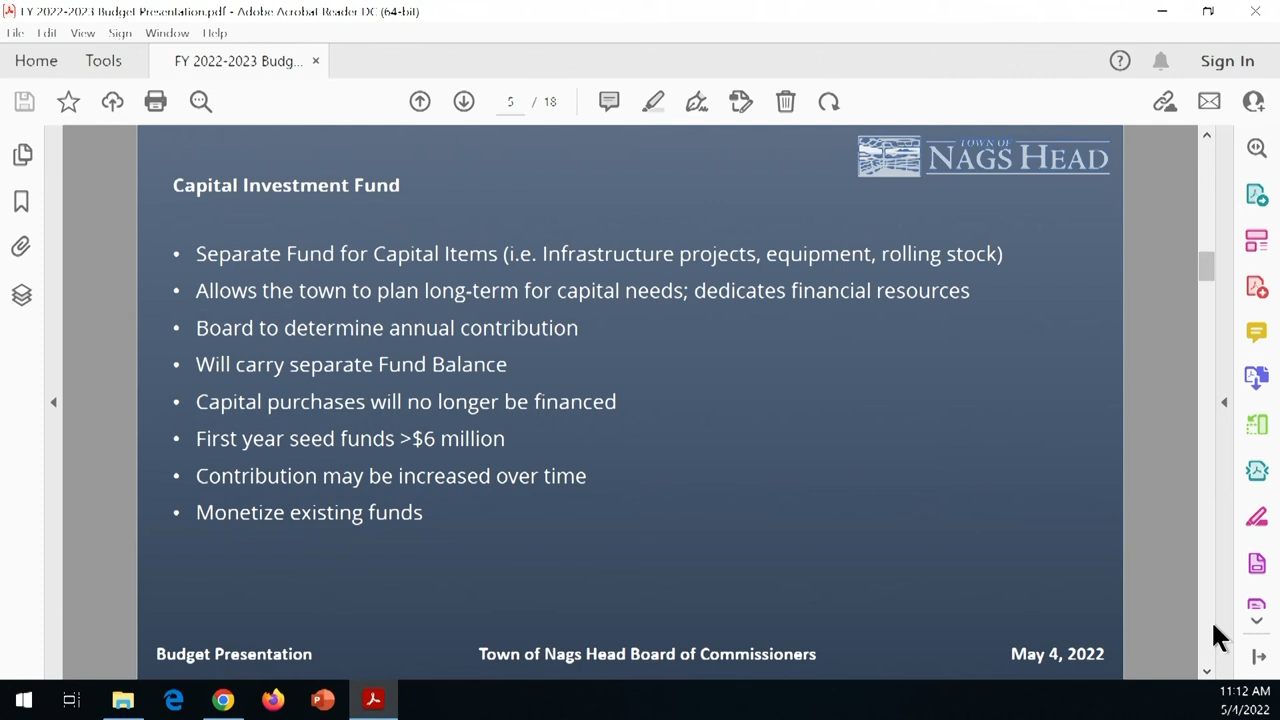 FY 2022-2023 Budget Presentation.pdf - Adobe Acrobat Reader DC (64-bit)
File Edit View Sign Window Help
Home Tools FY 2022-2023 Budg... × Sign In
5 / 18
TOWN OF
NAGS HEAD
Capital Investment Fund
• Separate Fund for Capital Items (i.e. Infrastructure projects, equipment, rolling stock)
• Allows the town to plan long-term for capital needs; dedicates financial resources
• Board to determine annual contribution
• Will carry separate Fund Balance
• Capital purchases will no longer be financed
• First year seed funds >$6 million
• Contribution may be increased over time
• Monetize existing funds
Budget Presentation Town of Nags Head Board of Commissioners May 4, 2022
11:12 AM
5/4/2022